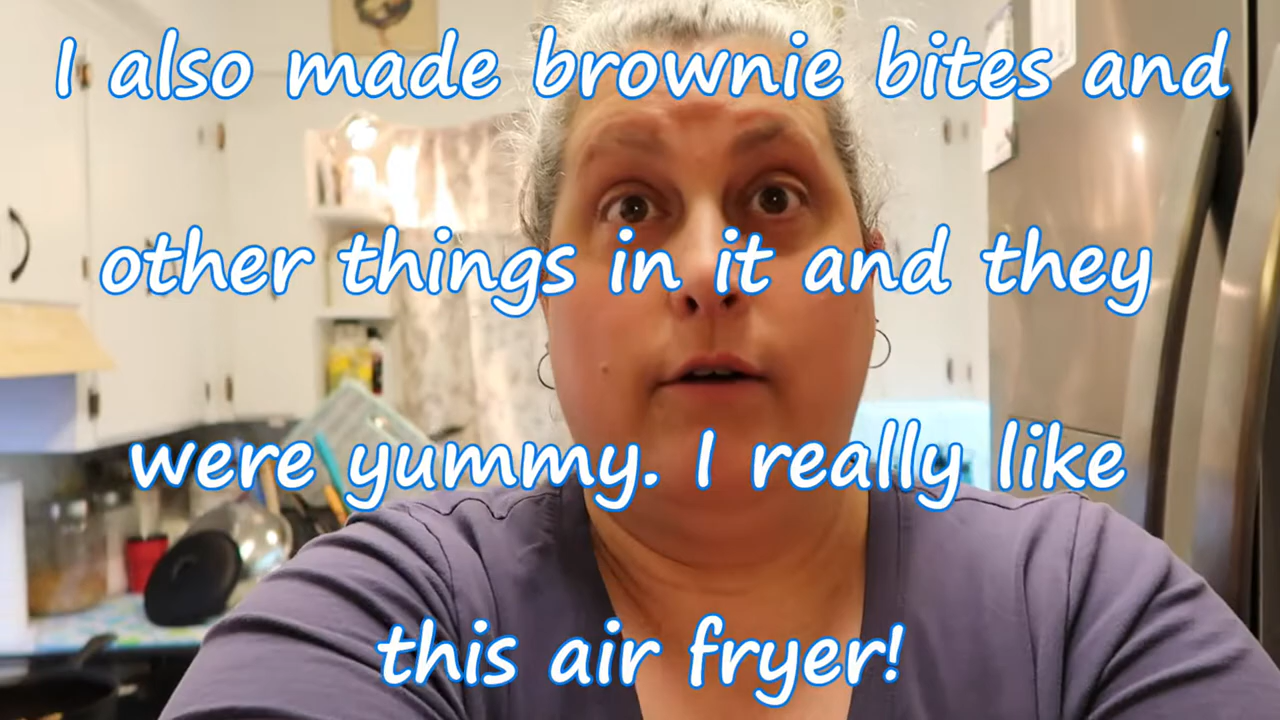 I also made brownie bites and
other things in it and they
were yummy. I really like
this air fryer!